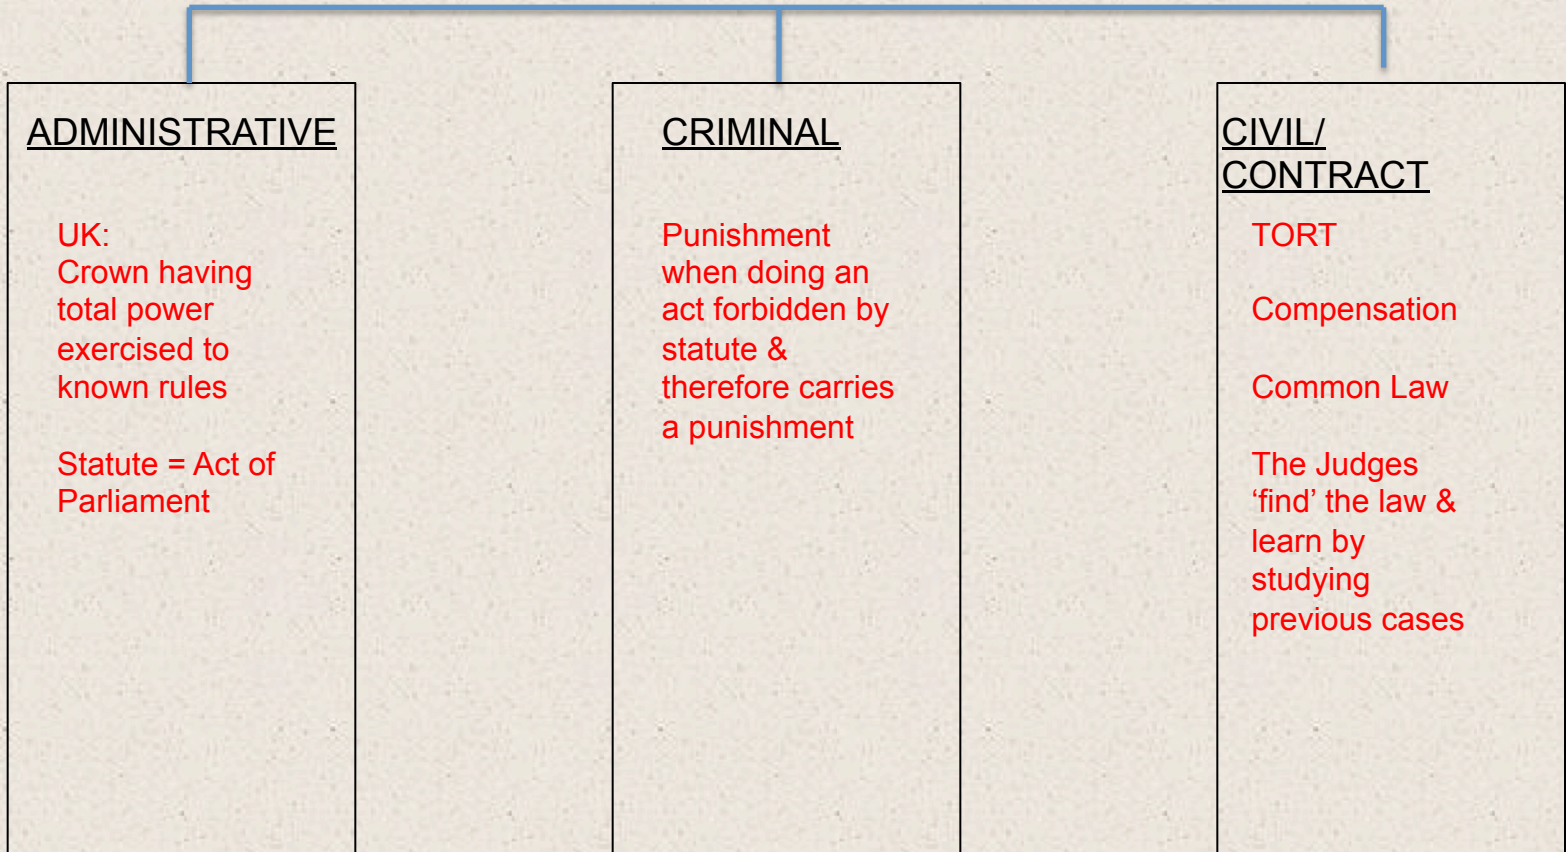 ADMINISTRATIVE
UK:
Crown having
total power
exercised to
known rules
Statute = Act of
Parliament
CRIMINAL
Punishment
when doing an
act forbidden by
statute &
therefore carries
a punishment
CIVIL/
CONTRACT
TORT
Compensation
Common Law
The Judges
‘find’ the law &
learn by
studying
previous cases